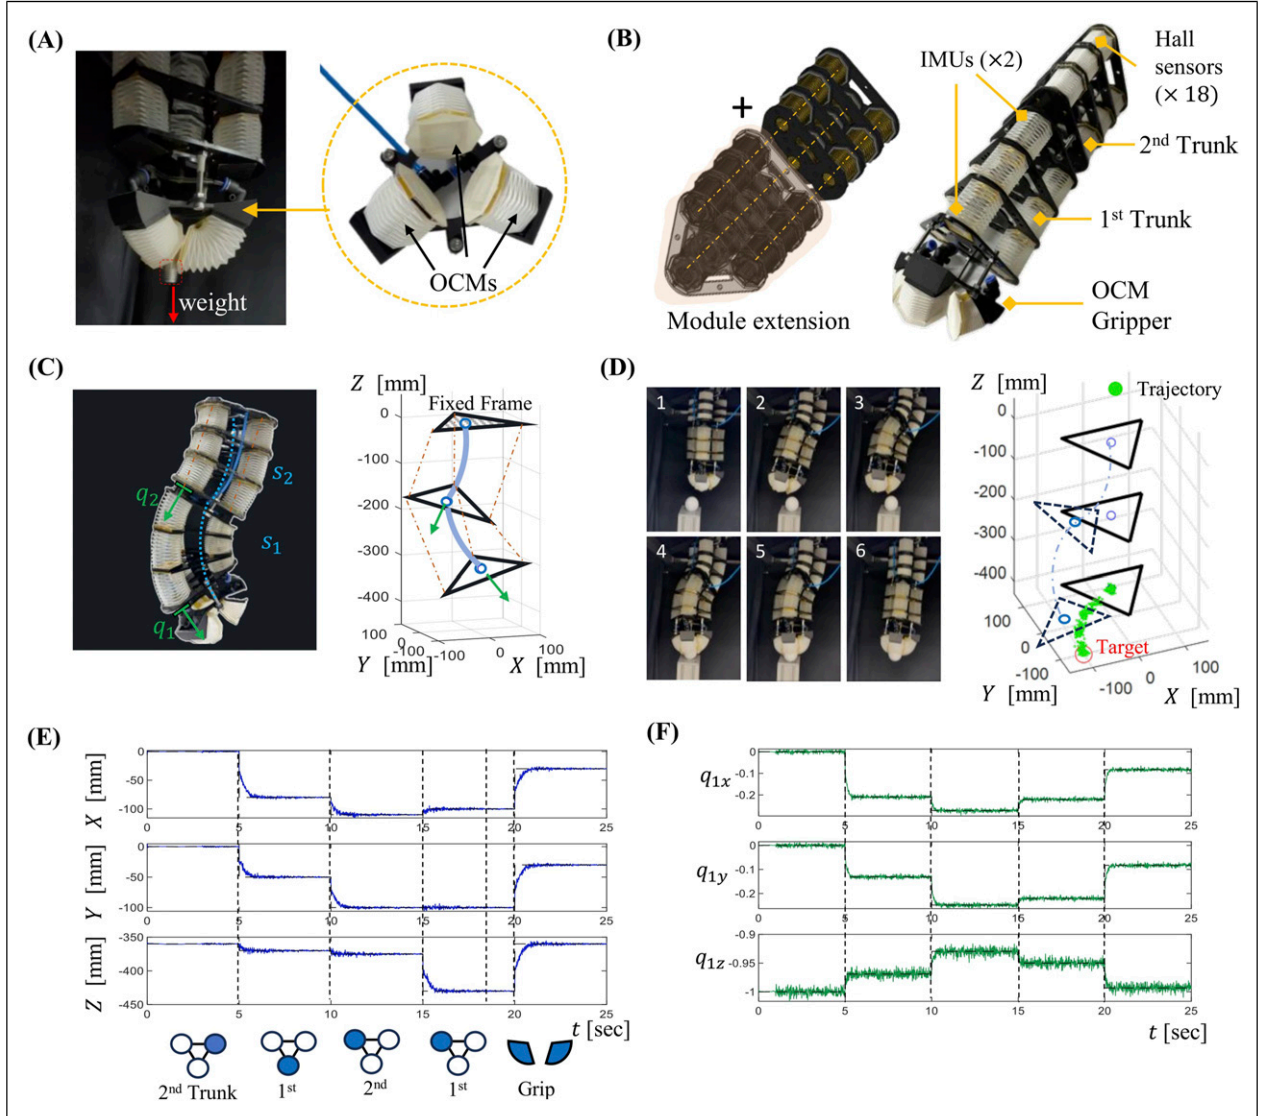 (A)
OCMs
weight
(B)
+
IMUs (×2)
Hall
sensors
(× 18)
2nd Trunk
1st Trunk
OCM
Gripper
Module extension
(C)
q2
s2
s1
q1
Z [mm]
Fixed Frame
0
-100
-200
-300
-400
100
0
-100
-100
0
100
Y [mm]
X [mm]
(D)
1
2
3
4
5
6
Z [mm]
Trajectory
0
-100
-200
-300
-400
100
0
-100
-100
0
100
Target
Y [mm]
X [mm]
(E)
X [mm]
0
-50
-100
0
5
10
15
20
25
Y [mm]
0
-50
-100
0
5
10
15
20
25
Z [mm]
-350
-400
-450
0
5
10
15
20
25
t [sec]
2nd Trunk
1st
2nd
1st
Grip
(F)
q1x
0
-0.1
-0.2
0
5
10
15
20
25
q1y
0
-0.1
-0.2
0
5
10
15
20
25
q1z
-0.9
-0.95
-1
0
5
10
15
20
25
t [sec]